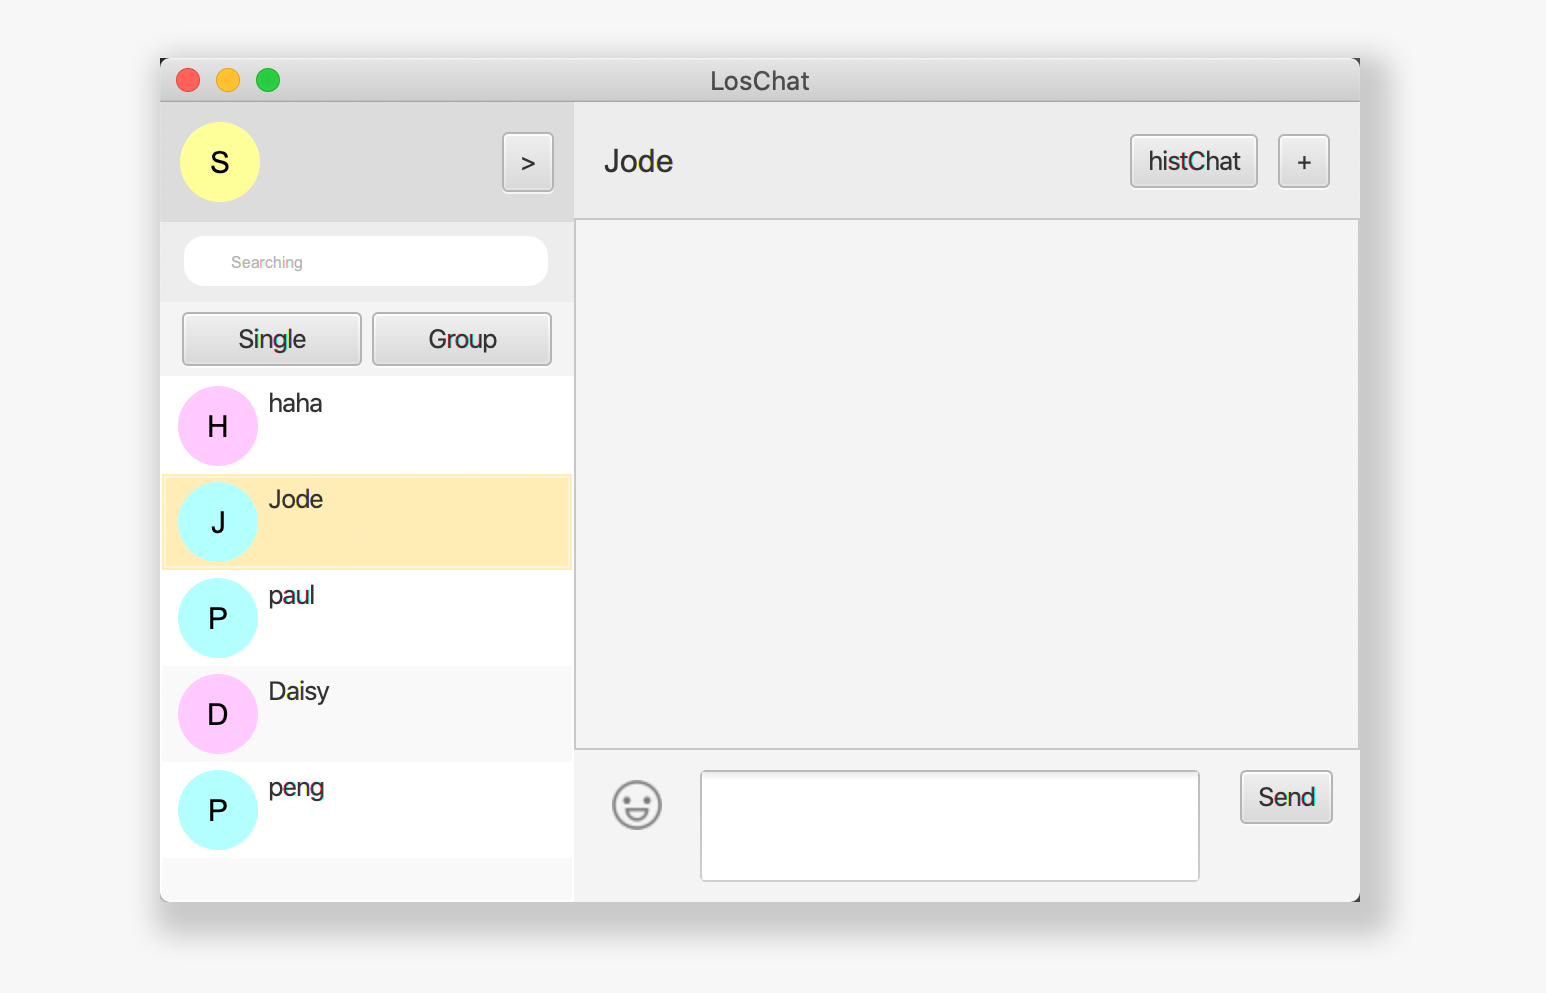 LosChat
S
>
Searching
Single
Group
H
haha
J
Jode
P
paul
D
Daisy
P
peng
Jode
histChat
+
Send